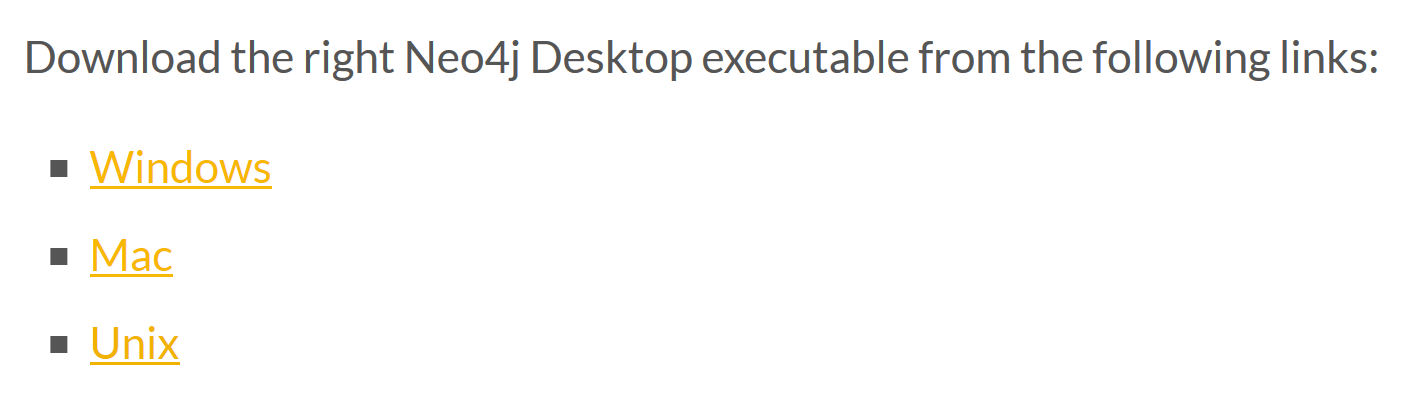 Download the right Neo4j Desktop executable from the following links:
Windows
Mac
Unix